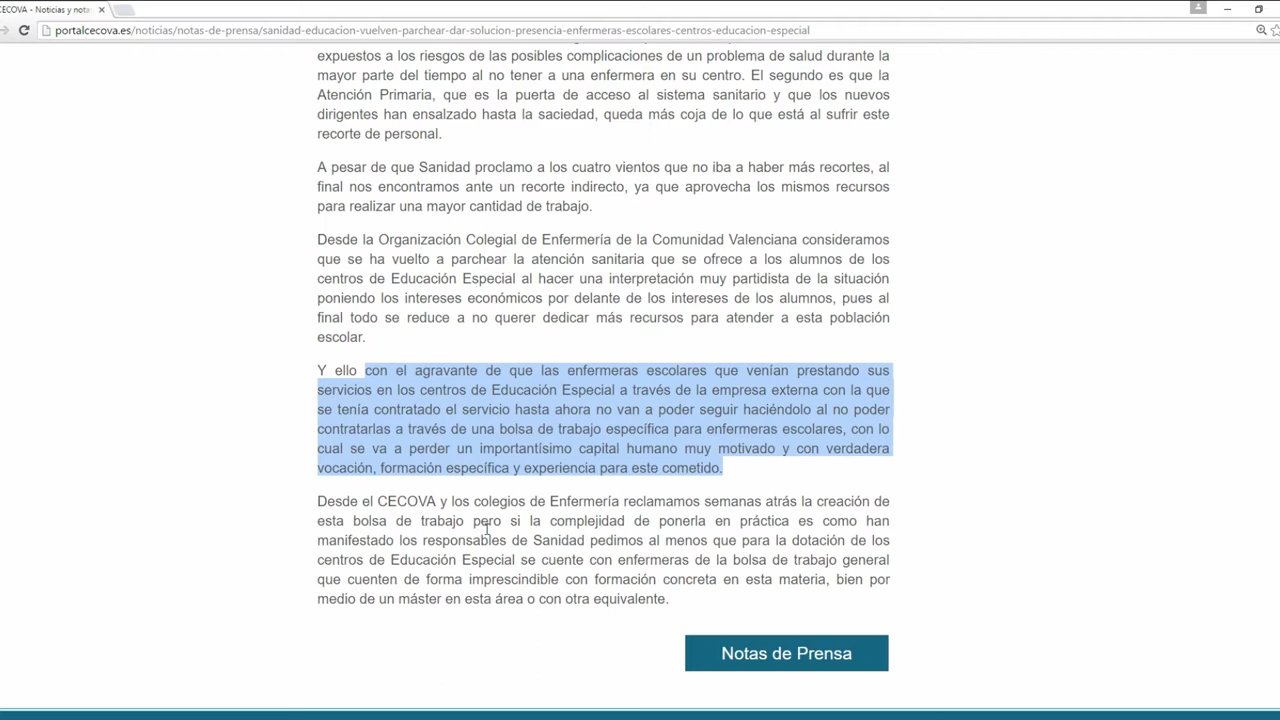 CECOVA - Noticias y nota
portalcecova.es/noticias/notas-de-prensa/sanidad-educacion-vuelven-parchear-dar-solucion-presencia-enfermeras-escolares-centros-educacion-especial
expuestos a los riesgos de las posibles complicaciones de un problema de salud durante la
mayor parte del tiempo al no tener a una enfermera en su centro. El segundo es que la
Atención Primaria, que es la puerta de acceso al sistema sanitario y que los nuevos
dirigentes han ensalzado hasta la saciedad, queda más coja de lo que está al sufrir este
recorte de personal.
A pesar de que Sanidad proclamo a los cuatro vientos que no iba a haber más recortes, al
final nos encontramos ante un recorte indirecto, ya que aprovecha los mismos recursos
para realizar una mayor cantidad de trabajo.
Desde la Organización Colegial de Enfermería de la Comunidad Valenciana consideramos
que se ha vuelto a parchear la atención sanitaria que se ofrece a los alumnos de los
centros de Educación Especial al hacer una interpretación muy partidista de la situación
poniendo los intereses económicos por delante de los intereses de los alumnos, pues al
final todo se reduce a no querer dedicar más recursos para atender a esta población
escolar.
Y ello con el agravante de que las enfermeras escolares que venían prestando sus
servicios en los centros de Educación Especial a través de la empresa externa con la que
se tenía contratado el servicio hasta ahora no van a poder seguir haciéndolo al no poder
contratarlas a través de una bolsa de trabajo específica para enfermeras escolares, con lo
cual se va a perder un importantísimo capital humano muy motivado y con verdadera
vocación, formación específica y experiencia para este cometido.
Desde el CECOVA y los colegios de Enfermería reclamamos semanas atrás la creación de
esta bolsa de trabajo pero si la complejidad de ponerla en práctica es como han
manifestado los responsables de Sanidad pedimos al menos que para la dotación de los
centros de Educación Especial se cuente con enfermeras de la bolsa de trabajo general
que cuenten de forma imprescindible con formación concreta en esta materia, bien por
medio de un máster en esta área o con otra equivalente.
Notas de Prensa